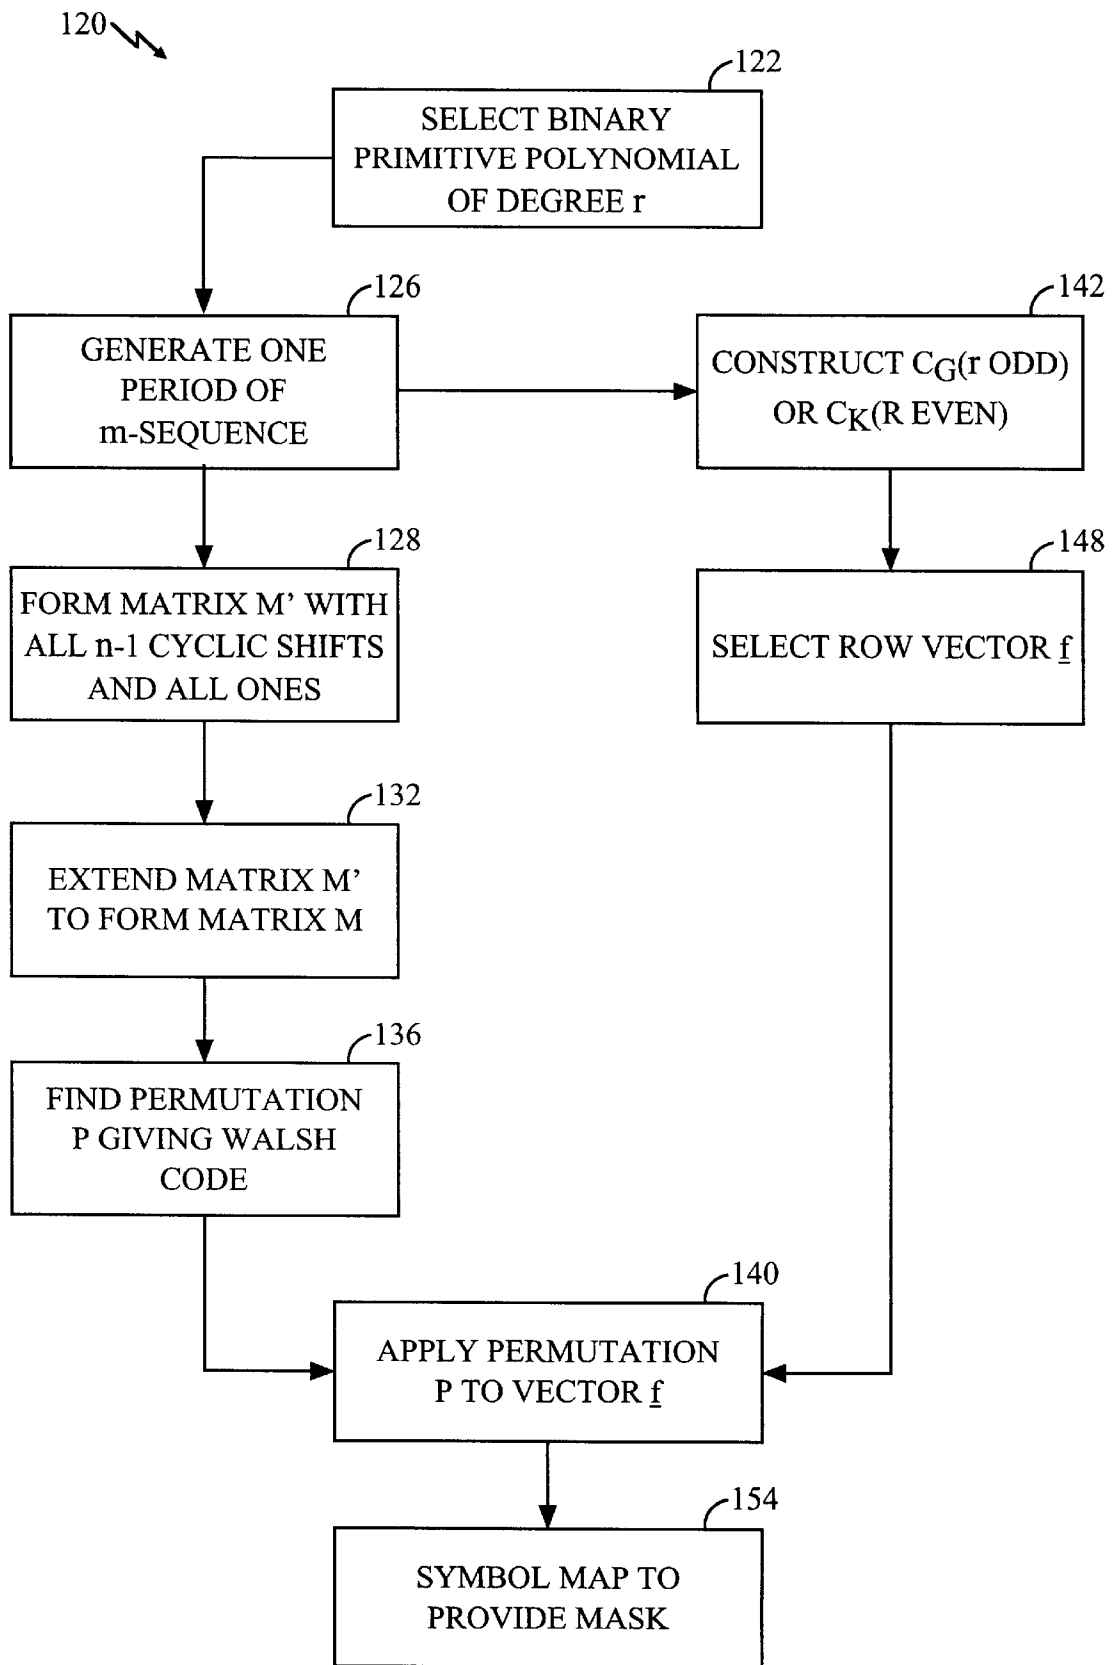 120
122
SELECT BINARY
PRIMITIVE POLYNOMIAL
OF DEGREE r
126
GENERATE ONE
PERIOD OF
m-SEQUENCE
142
CONSTRUCT CG(r ODD)
OR CK(R EVEN)
128
FORM MATRIX M' WITH
ALL n-1 CYCLIC SHIFTS
AND ALL ONES
148
SELECT ROW VECTOR f
132
EXTEND MATRIX M'
TO FORM MATRIX M
136
FIND PERMUTATION
P GIVING WALSH
CODE
140
APPLY PERMUTATION
P TO VECTOR f
154
SYMBOL MAP TO
PROVIDE MASK